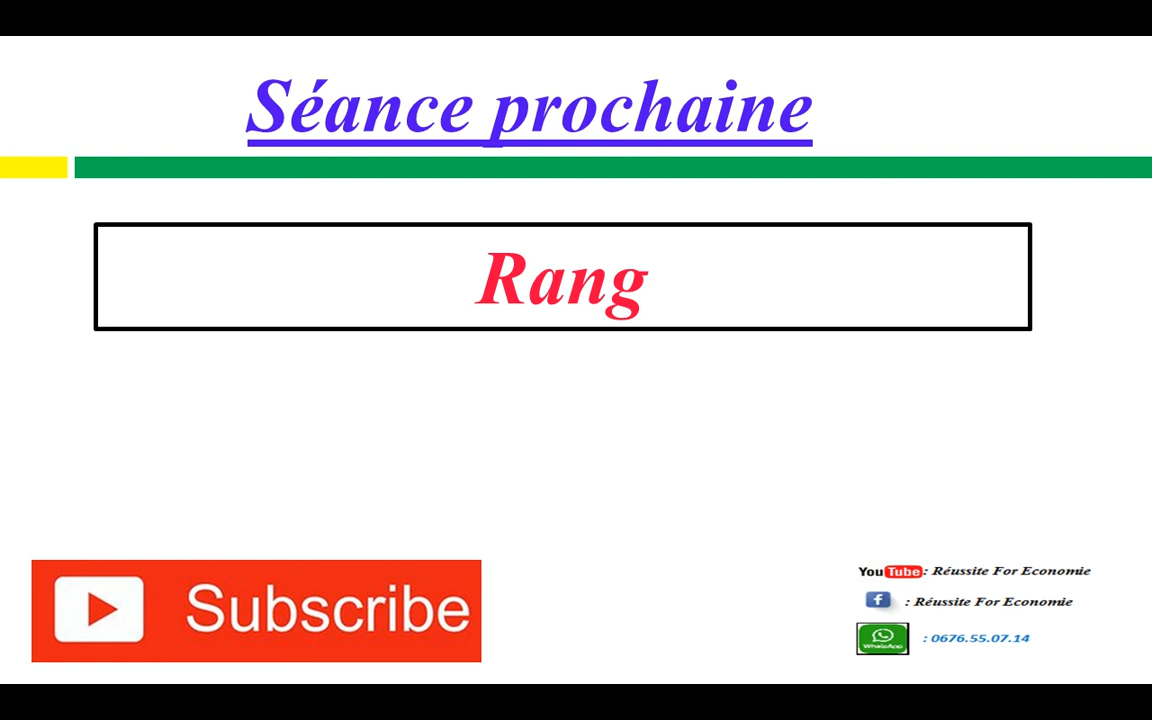 Séance prochaine
Rang
Subscribe
YouTube : Réussite For Economie
f : Réussite For Economie
WhatsApp : 0676.55.07.14